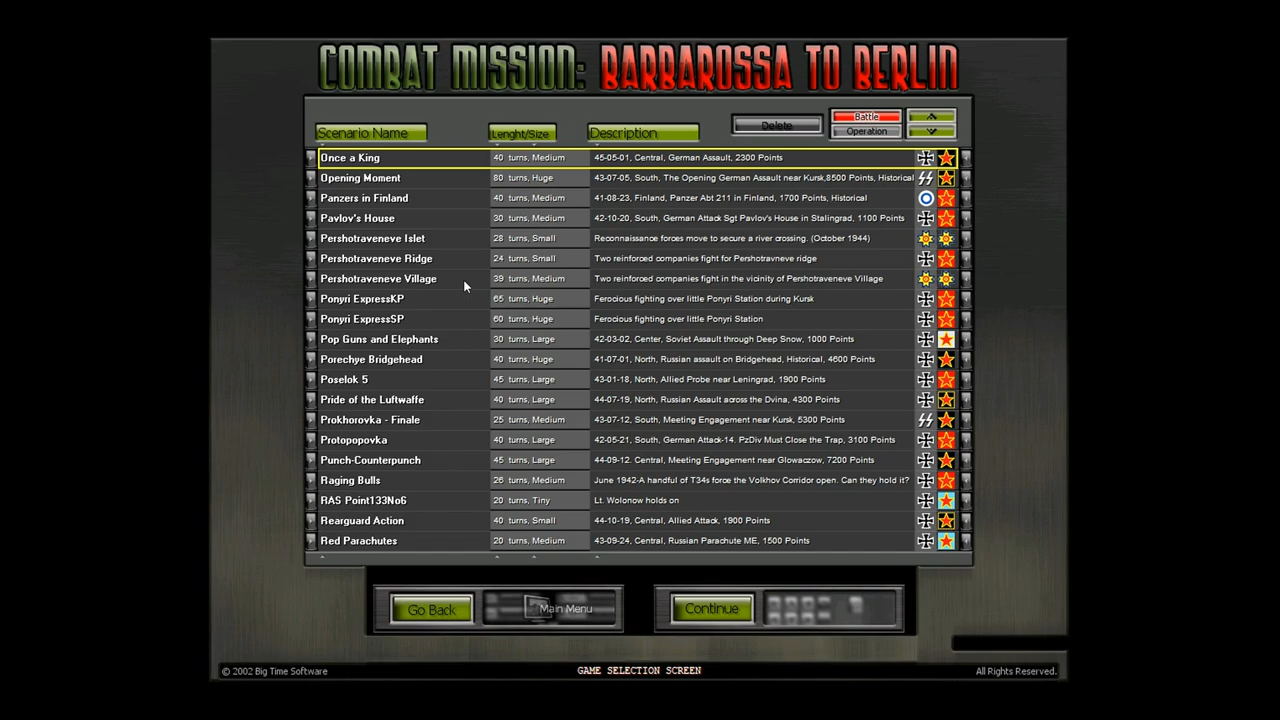 COMBAT MISSION: BARBAROSSA TO BERLIN
Scenario Name Lenght/Size Description Delete Battle
Operation
Once a King 40 turns, Medium 45-05-01, Central, German Assault, 2300 Points
Opening Moment 80 turns, Huge 43-07-05, South, The Opening German Assault near Kursk,8500 Points, Historical
Panzers in Finland 40 turns, Medium 41-08-23, Finland, Panzer Abt 211 in Finland, 1700 Points, Historical
Pavlov's House 30 turns, Medium 42-10-20, South, German Attack Sgt Pavlov's House in Stalingrad, 1100 Points
Pershotraveneve Islet 28 turns, Small Reconnaissance forces move to secure a river crossing. (October 1944)
Pershotraveneve Ridge 24 turns, Small Two reinforced companies fight for Pershotravneve ridge
Pershotraveneve Village 39 turns, Medium Two reinforced companies fight in the vicinity of Pershotraveneve Village
Ponyri ExpressKP 65 turns, Huge Ferocious fighting over little Ponyri Station during Kursk
Ponyri ExpressSP 60 turns, Huge Ferocious fighting over little Ponyri Station
Pop Guns and Elephants 30 turns, Large 42-03-02, Center, Soviet Assault through Deep Snow, 1000 Points
Porechye Bridgehead 40 turns, Huge 41-07-01, North, Russian assault on Bridgehead, Historical, 4600 Points
Poselok 5 45 turns, Large 43-01-18, North, Allied Probe near Leningrad, 1900 Points
Pride of the Luftwaffe 40 turns, Large 44-07-19, North, Russian Assault across the Dvina, 4300 Points
Prokhorovka - Finale 25 turns, Medium 43-07-12, South, Meeting Engagement near Kursk, 5300 Points
Protopopovka 40 turns, Large 42-05-21, South, German Attack-14. PzDiv Must Close the Trap, 3100 Points
Punch-Counterpunch 45 turns, Large 44-09-12. Central, Meeting Engagement near Glowaczow, 7200 Points
Raging Bulls 26 turns, Medium June 1942-A handful of T34s force the Volkhov Corridor open. Can they hold it?
RAS Point133No6 20 turns, Tiny Lt. Wolonow holds on
Rearguard Action 40 turns, Small 44-10-19, Central, Allied Attack, 1900 Points
Red Parachutes 20 turns, Medium 43-09-24, Central, Russian Parachute ME, 1500 Points
Go Back Main Menu Continue
© 2002 Big Time Software GAME SELECTION SCREEN All Rights Reserved.